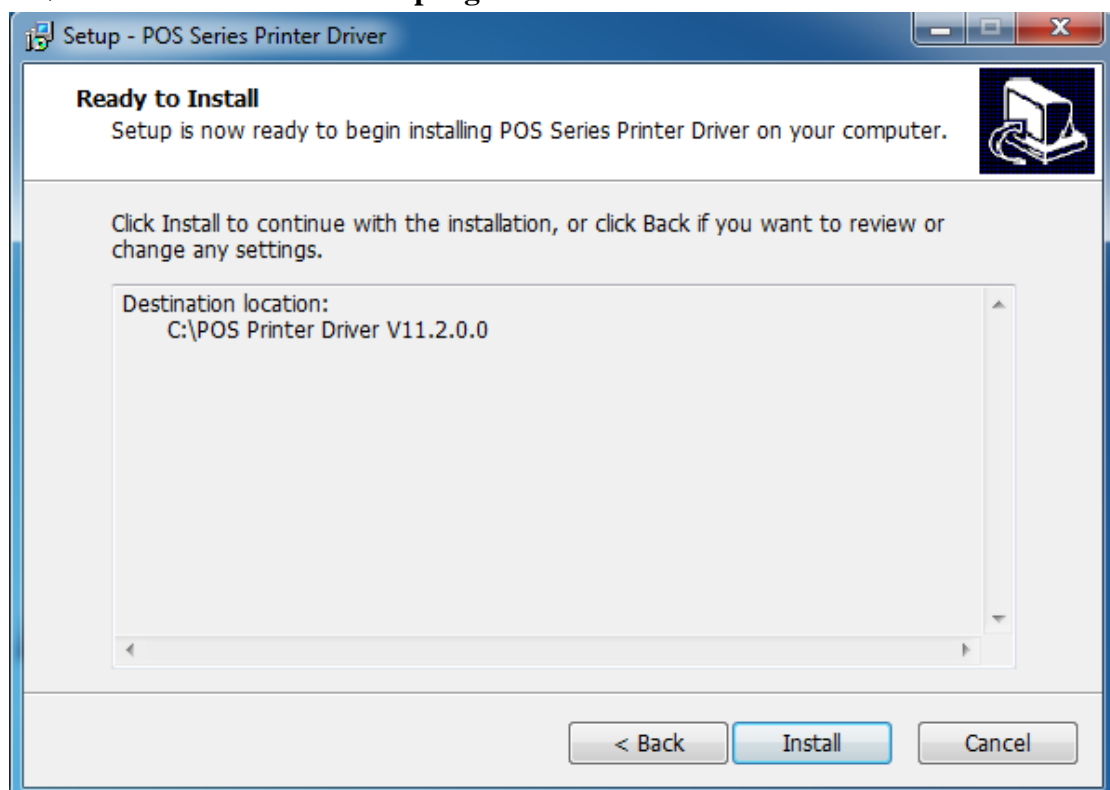 Setup - POS Series Printer Driver
Ready to Install
Setup is now ready to begin installing POS Series Printer Driver on your computer.
Click Install to continue with the installation, or click Back if you want to review or
change any settings.
Destination location:
C:\POS Printer Driver V11.2.0.0
< Back Install Cancel